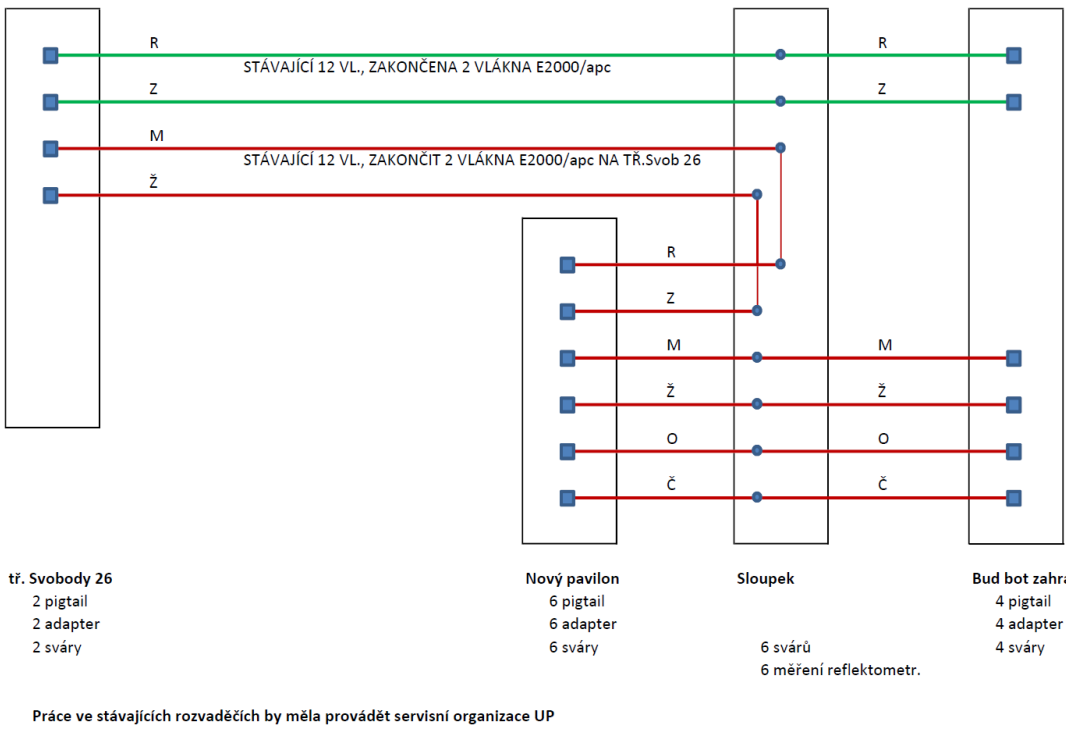 R R
STÁVAJÍCÍ 12 VL., ZAKONČENA 2 VLÁKNA E2000/apc
Z Z
M
STÁVAJÍCÍ 12 VL., ZAKONČIT 2 VLÁKNA E2000/apc NA TŘ.Svob 26
Ž
R
Z
M M
Ž Ž
O O
Č Č
tř. Svobody 26 Nový pavilon Sloupek Bud bot zahra
2 pigtail 6 pigtail 4 pigtail
2 adapter 6 adapter 4 adapter
2 sváry 6 sváry 6 svárů 4 sváry
6 měření reflektometr.
Práce ve stávajících rozvaděčích by měla provádět servisní organizace UP